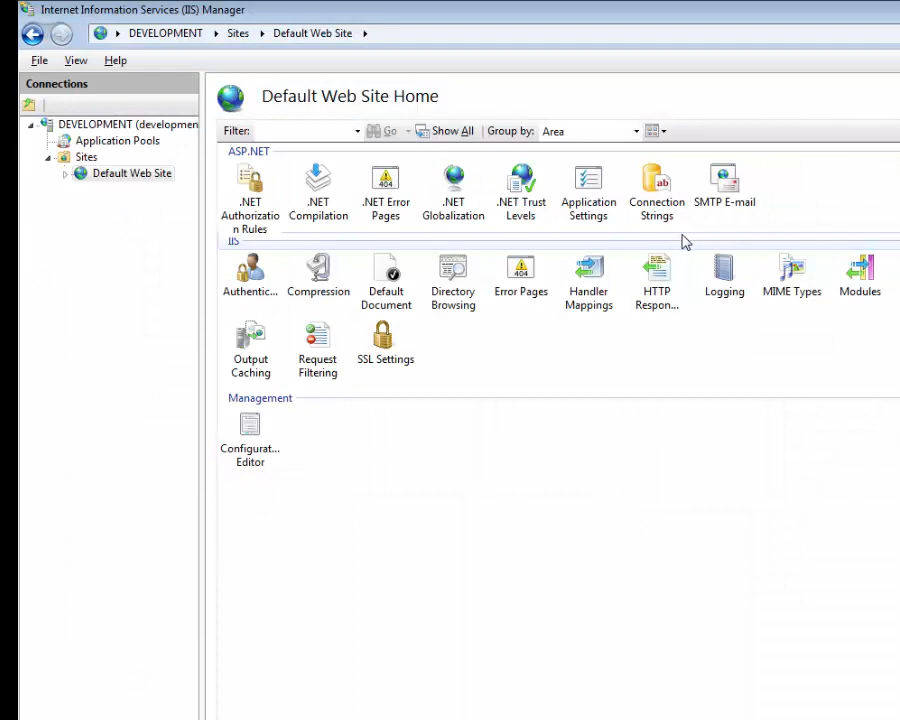 Internet Information Services (IIS) Manager
DEVELOPMENT Sites Default Web Site
File View Help
Connections
DEVELOPMENT (developmen
Application Pools
Sites
Default Web Site
Default Web Site Home
Filter: Go Show All Group by: Area
ASP.NET
.NET Authorizatio n Rules
.NET Compilation
.NET Error Pages
.NET Globalization
.NET Trust Levels
Application Settings
Connection Strings
SMTP E-mail
IIS
Authentic...
Compression
Default Document
Directory Browsing
Error Pages
Handler Mappings
HTTP Respon...
Logging
MIME Types
Modules
Output Caching
Request Filtering
SSL Settings
Management
Configurat... Editor
404
ab
404